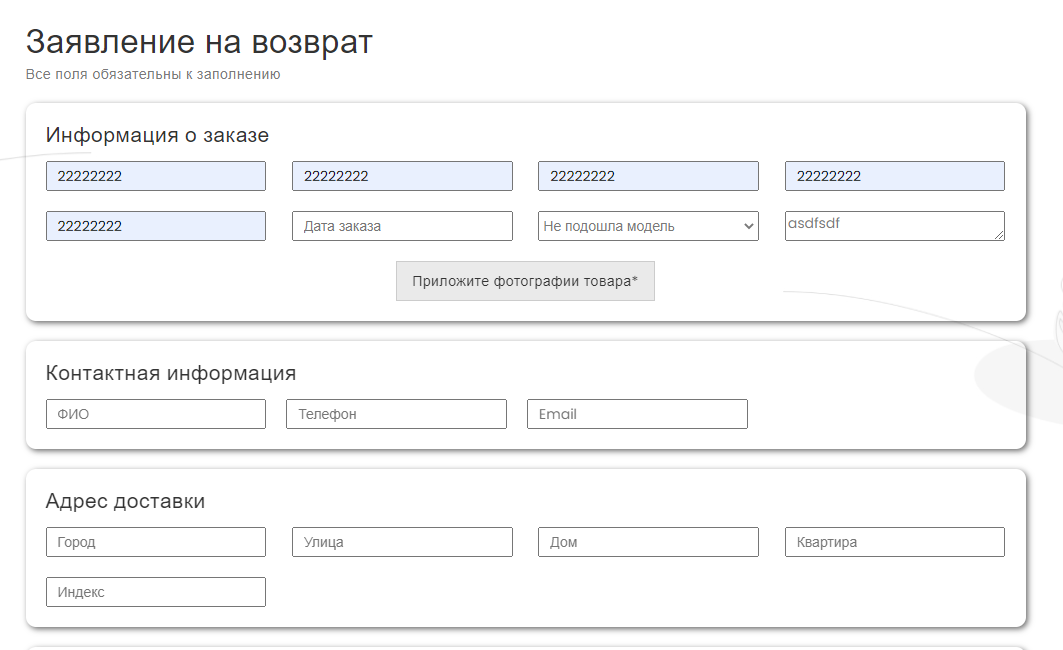 Заявление на возврат
Все поля обязательны к заполнению
Информация о заказе
22222222 22222222 22222222 22222222
22222222 Дата заказа Не подошла модель asdfsdf
Приложите фотографии товара*
Контактная информация
ФИО Телефон Email
Адрес доставки
Город Улица Дом Квартира
Индекс